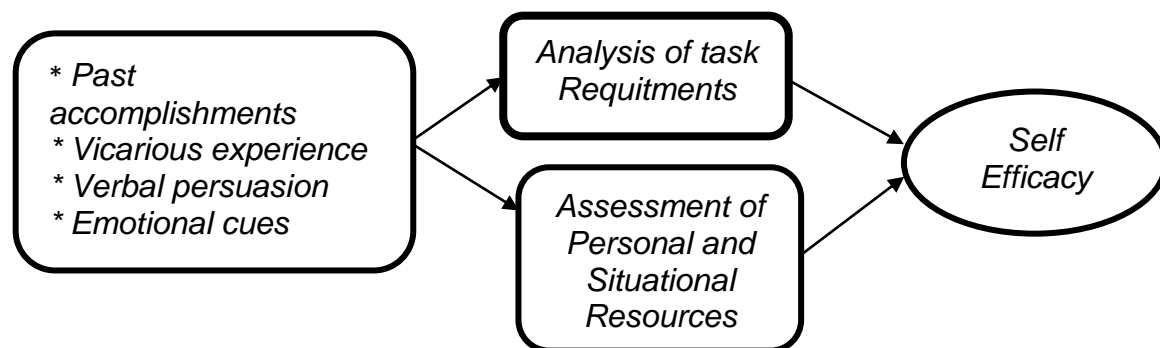 * Past
accomplishments
* Vicarious experience
* Verbal persuasion
* Emotional cues
Analysis of task
Requitments
Assessment of
Personal and
Situational
Resources
Self
Efficacy